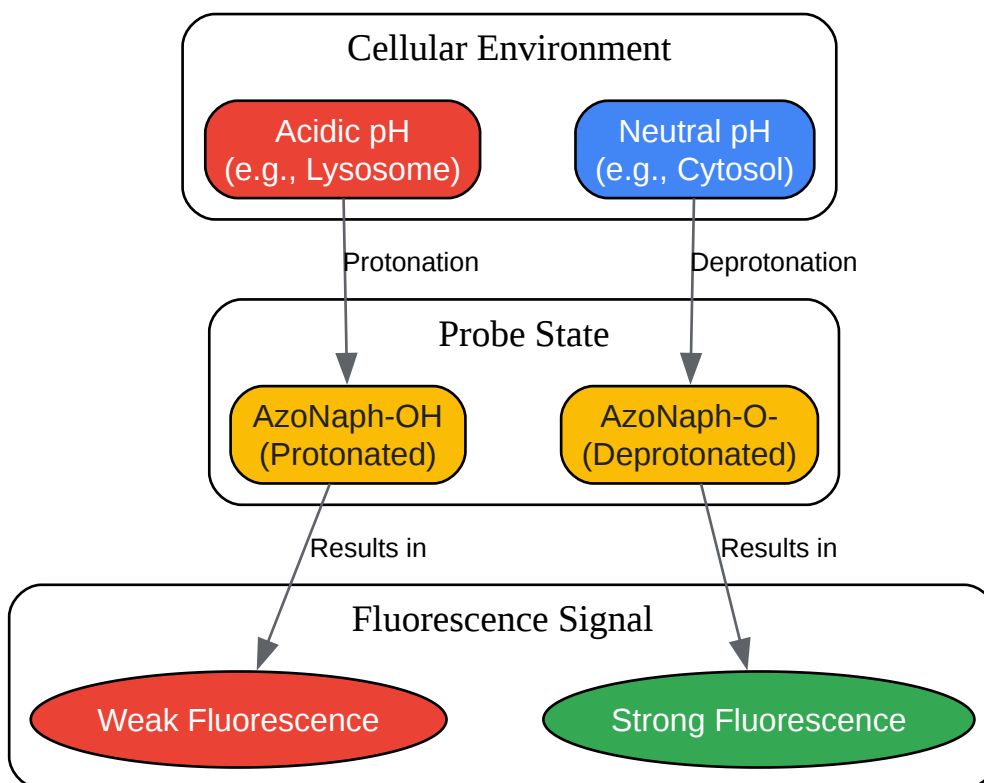 Cellular Environment
Acidic pH
(e.g., Lysosome)
Neutral pH
(e.g., Cytosol)
Protonation
Deprotonation
Probe State
AzoNaph-OH
(Protonated)
AzoNaph-O-
(Deprotonated)
Results in
Results in
Fluorescence Signal
Weak Fluorescence
Strong Fluorescence